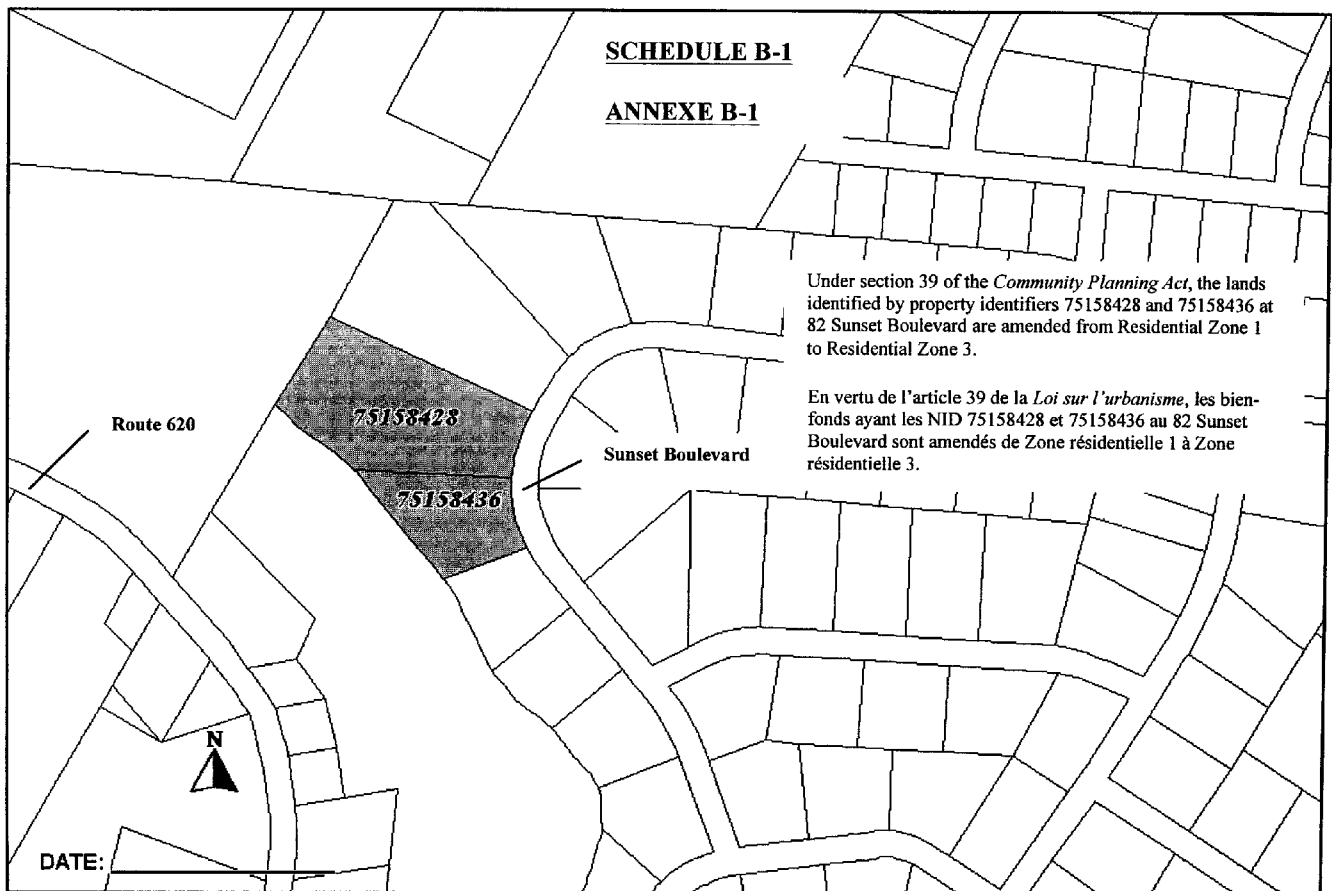 SCHEDULE B-1
ANNEXE B-1
Under section 39 of the Community Planning Act, the lands
identified by property identifiers 75158428 and 75158436 at
82 Sunset Boulevard are amended from Residential Zone 1
to Residential Zone 3.
En vertu de l'article 39 de la Loi sur l'urbanisme, les bien-
fonds ayant les NID 75158428 et 75158436 au 82 Sunset
Boulevard sont amendés de Zone résidentielle 1 à Zone
résidentielle 3.
75158428
Route 620
Sunset Boulevard
75158436
N
DATE: